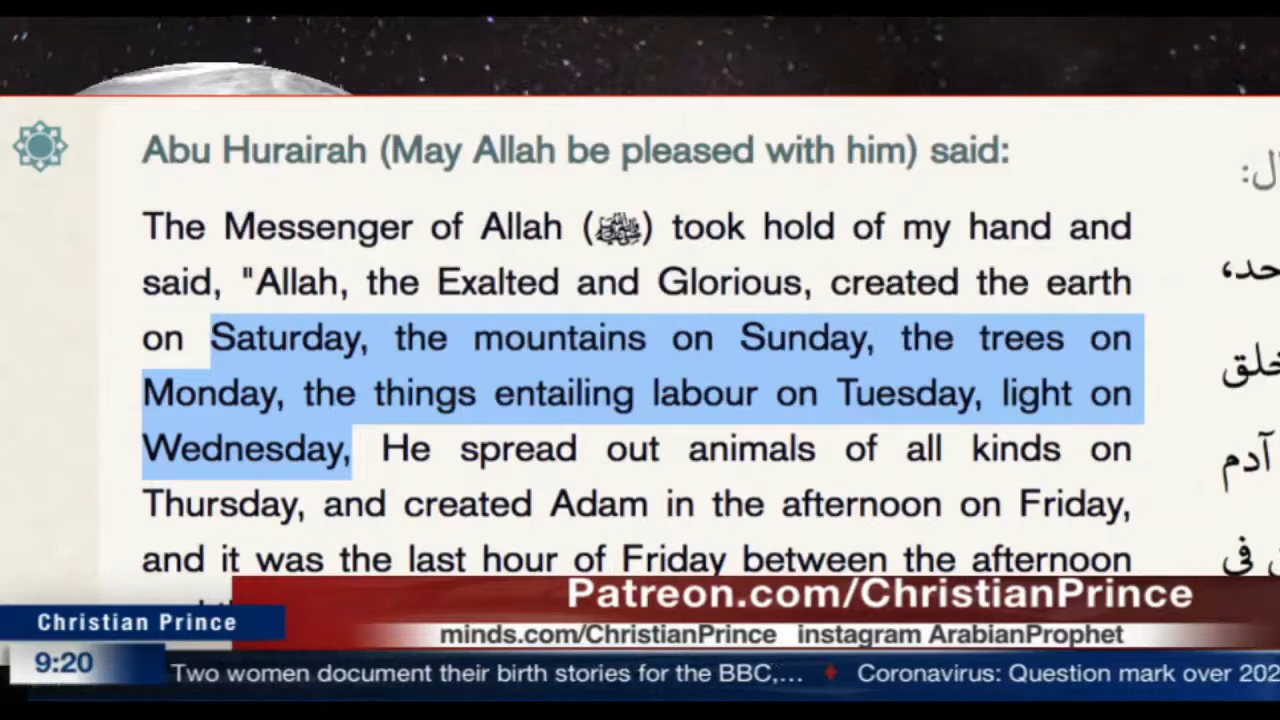 Abu Hurairah (May Allah be pleased with him) said:
The Messenger of Allah (ﷺ) took hold of my hand and
said, "Allah, the Exalted and Glorious, created the earth
on Saturday, the mountains on Sunday, the trees on
Monday, the things entailing labour on Tuesday, light on
Wednesday, He spread out animals of all kinds on
Thursday, and created Adam in the afternoon on Friday,
and it was the last hour of Friday between the afternoon
حد،
خلق
آدم
في
Patreon.com/ChristianPrince
Christian Prince
minds.com/ChristianPrince instagram ArabianProphet
9:20
Two women document their birth stories for the BBC,... Coronavirus: Question mark over 202